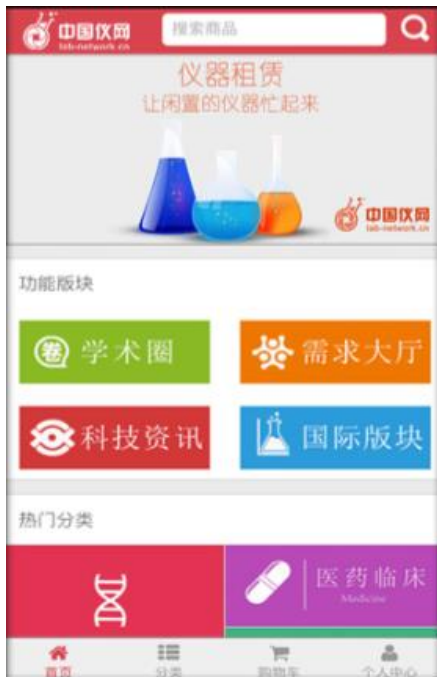 中国仪网
lab-network.cn
搜索商品
仪器租赁
让闲置的仪器忙起来
中国仪网
lab-network.cn
功能版块
卷 学术圈
需求大厅
科技资讯
国际版块
热门分类
医药临床
Medicine
首页
分类
购物车
个人中心